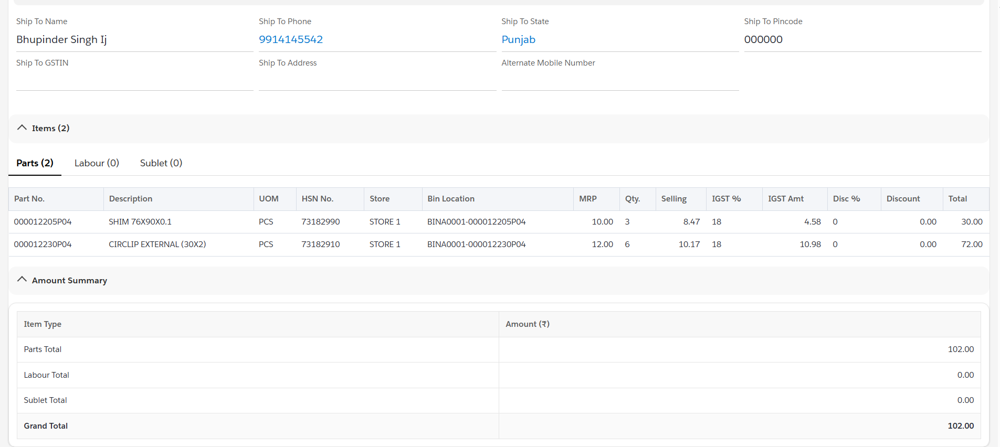 Ship To Name Ship To Phone Ship To State Ship To Pincode
Bhupinder Singh Ij 9914145542 Punjab 000000
Ship To GSTIN Ship To Address Alternate Mobile Number
Items (2)
Parts (2) Labour (0) Sublet (0)
Part No. Description UOM HSN No. Store Bin Location MRP Qty. Selling IGST % IGST Amt Disc % Discount Total
000012205P04 SHIM 76X90X0.1 PCS 73182990 STORE 1 BINA0001-000012205P04 10.00 3 8.47 18 4.58 0 0.00 30.00
000012230P04 CIRCLIP EXTERNAL (30X2) PCS 73182910 STORE 1 BINA0001-000012230P04 12.00 6 10.17 18 10.98 0 0.00 72.00
Amount Summary
Item Type Amount (₹)
Parts Total 102.00
Labour Total 0.00
Sublet Total 0.00
Grand Total 102.00